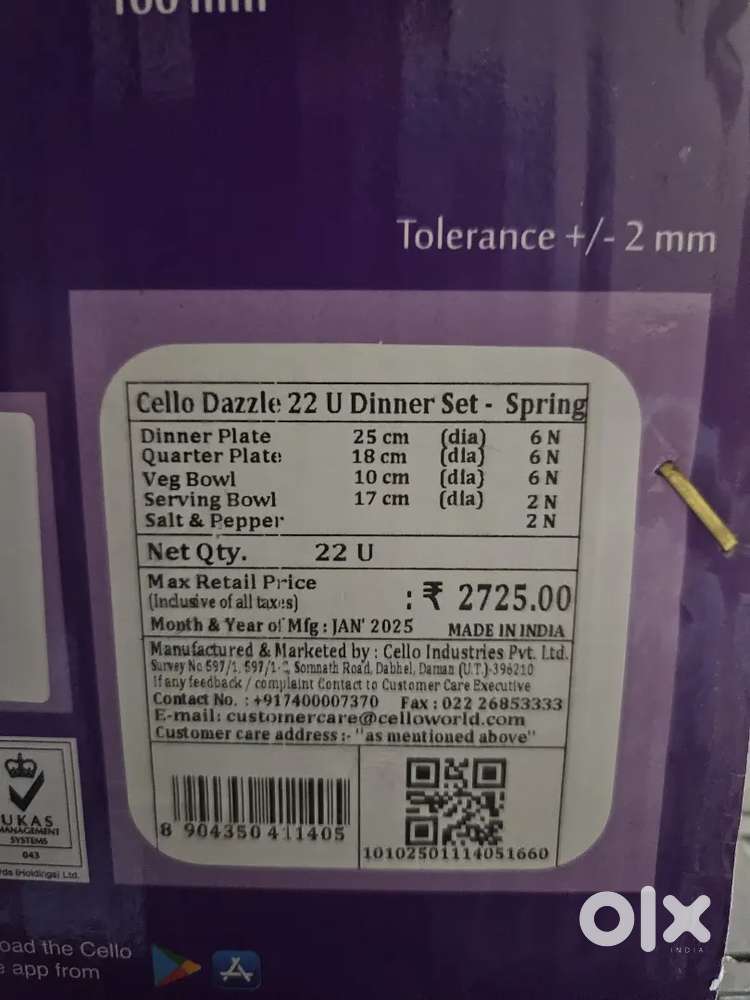 100 mm
Tolerance +/- 2 mm
Cello Dazzle 22 U Dinner Set - Spring
Dinner Plate 25 cm (dia) 6 N
Quarter Plate 18 cm (dia) 6 N
Veg Bowl 10 cm (dia) 6 N
Serving Bowl 17 cm (dia) 2 N
Salt & Pepper 2 N
Net Qty. 22 U
Max Retail Price
(Inclusive of all taxes) : ₹ 2725.00
Month & Year of Mfg : JAN' 2025 MADE IN INDIA
Manufactured & Marketed by : Cello Industries Pvt. Ltd.
Survey No 597/1, 597/1- Somnath Road, Dabhel, Daman (U.T.)-396210
If any feedback / complaint Contact to Customer Care Executive
Contact No. : +917400007370 Fax : 022 26853333
E-mail: customercare@celloworld.com
Customer care address :- "as mentioned above"
8 904350 411405
10102501114051660
UKAS
MANAGEMENT
SYSTEMS
043
rds (Holdings) Ltd.
oad the Cello
e app from
olx
INDIA